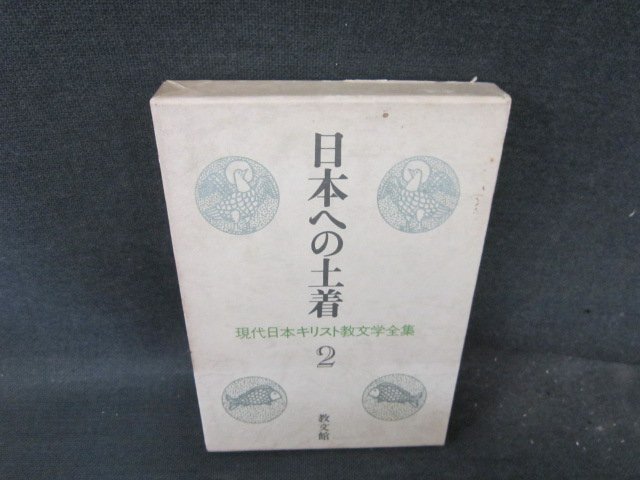 日本への土着
現代日本キリスト教文学全集
2
教文館